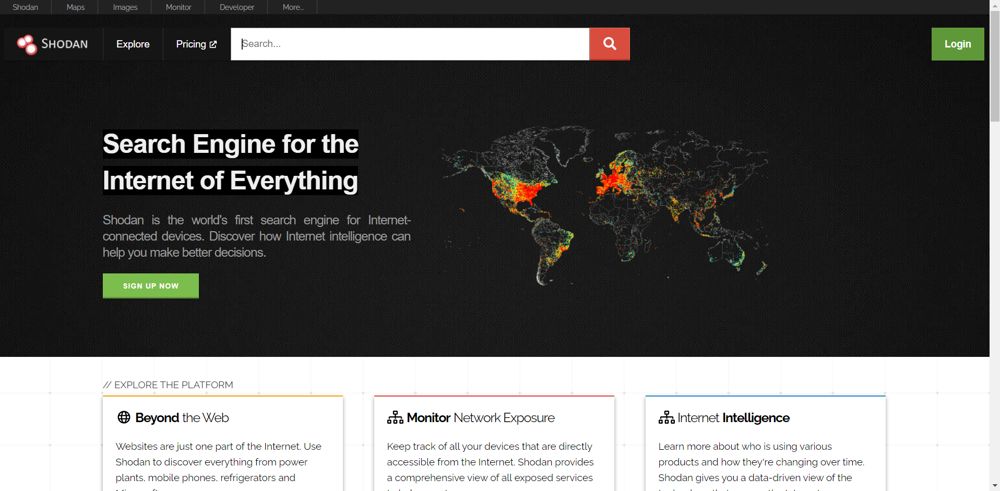 Shodan
Maps
Images
Monitor
Developer
More...
SHODAN
Explore
Pricing
Search...
Login
Search Engine for the
Internet of Everything
Shodan is the world's first search engine for Internet-
connected devices. Discover how Internet intelligence can
help you make better decisions.
SIGN UP NOW
// EXPLORE THE PLATFORM
Beyond the Web
Websites are just one part of the Internet. Use
Shodan to discover everything from power
plants, mobile phones, refrigerators and
Monitor Network Exposure
Keep track of all your devices that are directly
accessible from the Internet. Shodan provides
a comprehensive view of all exposed services
Internet Intelligence
Learn more about who is using various
products and how they're changing over time.
Shodan gives you a data-driven view of the